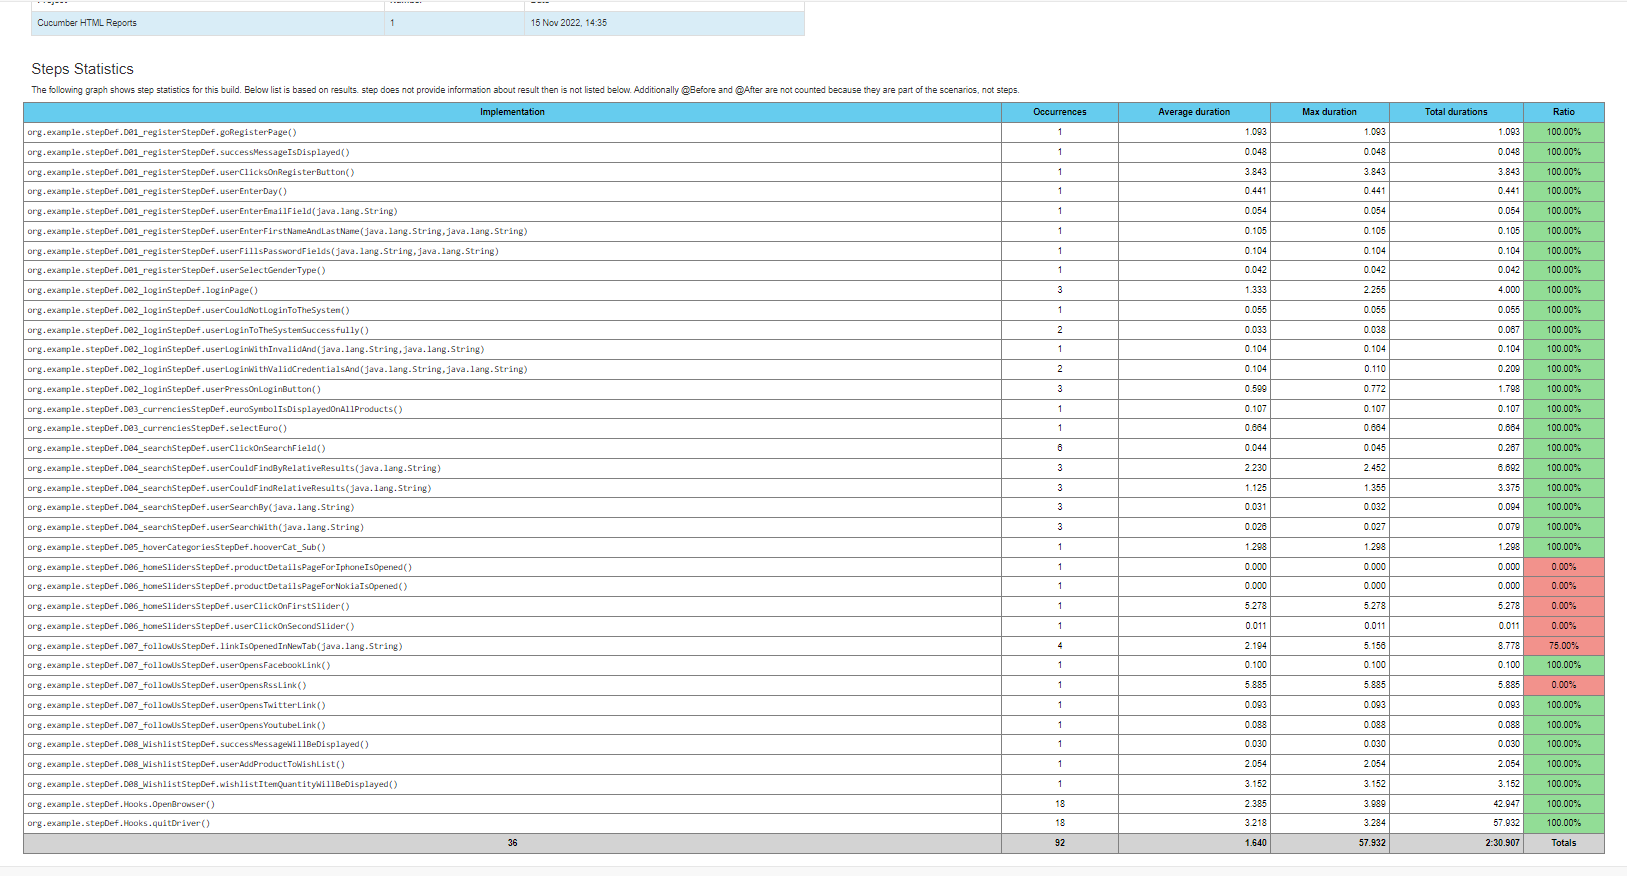 Cucumber HTML Reports 1 15 Nov 2022, 14:35
Steps Statistics
The following graph shows step statistics for this build. Below list is based on results. step does not provide information about result then is not listed below. Additionally @Before and @After are not counted because they are part of the scenarios, not steps.
Implementation Occurrences Average duration Max duration Total durations Ratio
org.example.stepDef.D01_registerStepDef.goRegisterPage() 1 1.093 1.093 1.093 100.00%
org.example.stepDef.D01_registerStepDef.successMessageIsDisplayed() 1 0.048 0.048 0.048 100.00%
org.example.stepDef.D01_registerStepDef.userClicksOnRegisterButton() 1 3.843 3.843 3.843 100.00%
org.example.stepDef.D01_registerStepDef.userEnterDay() 1 0.441 0.441 0.441 100.00%
org.example.stepDef.D01_registerStepDef.userEnterEmailField(java.lang.String) 1 0.054 0.054 0.054 100.00%
org.example.stepDef.D01_registerStepDef.userEnterFirstNameAndLastName(java.lang.String,java.lang.String) 1 0.105 0.105 0.105 100.00%
org.example.stepDef.D01_registerStepDef.userFillsPasswordFields(java.lang.String,java.lang.String) 1 0.104 0.104 0.104 100.00%
org.example.stepDef.D01_registerStepDef.userSelectGenderType() 1 0.042 0.042 0.042 100.00%
org.example.stepDef.D02_loginStepDef.loginPage() 3 1.333 2.255 4.000 100.00%
org.example.stepDef.D02_loginStepDef.userCouldNotLoginToTheSystem() 1 0.055 0.055 0.055 100.00%
org.example.stepDef.D02_loginStepDef.userLoginToTheSystemSuccessfully() 2 0.033 0.038 0.067 100.00%
org.example.stepDef.D02_loginStepDef.userLoginWithInvalidAnd(java.lang.String,java.lang.String) 1 0.104 0.104 0.104 100.00%
org.example.stepDef.D02_loginStepDef.userLoginWithValidCredentialsAnd(java.lang.String,java.lang.String) 2 0.104 0.110 0.209 100.00%
org.example.stepDef.D02_loginStepDef.userPressOnLoginButton() 3 0.599 0.772 1.798 100.00%
org.example.stepDef.D03_currenciesStepDef.euroSymbolIsDisplayedOnAllProducts() 1 0.107 0.107 0.107 100.00%
org.example.stepDef.D03_currenciesStepDef.selectEuro() 1 0.664 0.664 0.664 100.00%
org.example.stepDef.D04_searchStepDef.userClickOnSearchField() 6 0.044 0.045 0.267 100.00%
org.example.stepDef.D04_searchStepDef.userCouldFindByRelativeResults(java.lang.String) 3 2.230 2.452 6.692 100.00%
org.example.stepDef.D04_searchStepDef.userCouldFindRelativeResults(java.lang.String) 3 1.125 1.355 3.375 100.00%
org.example.stepDef.D04_searchStepDef.userSearchBy(java.lang.String) 3 0.031 0.032 0.094 100.00%
org.example.stepDef.D04_searchStepDef.userSearchWith(java.lang.String) 3 0.026 0.027 0.079 100.00%
org.example.stepDef.D05_hoverCategoriesStepDef.hooverCat_Sub() 1 1.298 1.298 1.298 100.00%
org.example.stepDef.D06_homeSlidersStepDef.productDetailsPageForIphoneIsOpened() 1 0.000 0.000 0.000 0.00%
org.example.stepDef.D06_homeSlidersStepDef.productDetailsPageForNokiaIsOpened() 1 0.000 0.000 0.000 0.00%
org.example.stepDef.D06_homeSlidersStepDef.userClickOnFirstSlider() 1 5.278 5.278 5.278 0.00%
org.example.stepDef.D06_homeSlidersStepDef.userClickOnSecondSlider() 1 0.011 0.011 0.011 0.00%
org.example.stepDef.D07_followUsStepDef.linkIsOpenedInNewTab(java.lang.String) 4 2.194 5.156 8.778 75.00%
org.example.stepDef.D07_followUsStepDef.userOpensFacebookLink() 1 0.100 0.100 0.100 100.00%
org.example.stepDef.D07_followUsStepDef.userOpensRssLink() 1 5.885 5.885 5.885 0.00%
org.example.stepDef.D07_followUsStepDef.userOpensTwitterLink() 1 0.093 0.093 0.093 100.00%
org.example.stepDef.D07_followUsStepDef.userOpensYoutubeLink() 1 0.088 0.088 0.088 100.00%
org.example.stepDef.D08_WishlistStepDef.successMessageWillBeDisplayed() 1 0.030 0.030 0.030 100.00%
org.example.stepDef.D08_WishlistStepDef.userAddProductToWishList() 1 2.054 2.054 2.054 100.00%
org.example.stepDef.D08_WishlistStepDef.wishlistItemQuantityWillBeDisplayed() 1 3.152 3.152 3.152 100.00%
org.example.stepDef.Hooks.OpenBrowser() 18 2.385 3.989 42.947 100.00%
org.example.stepDef.Hooks.quitDriver() 18 3.218 3.284 57.932 100.00%
36 92 1.640 57.932 2:30.907 Totals